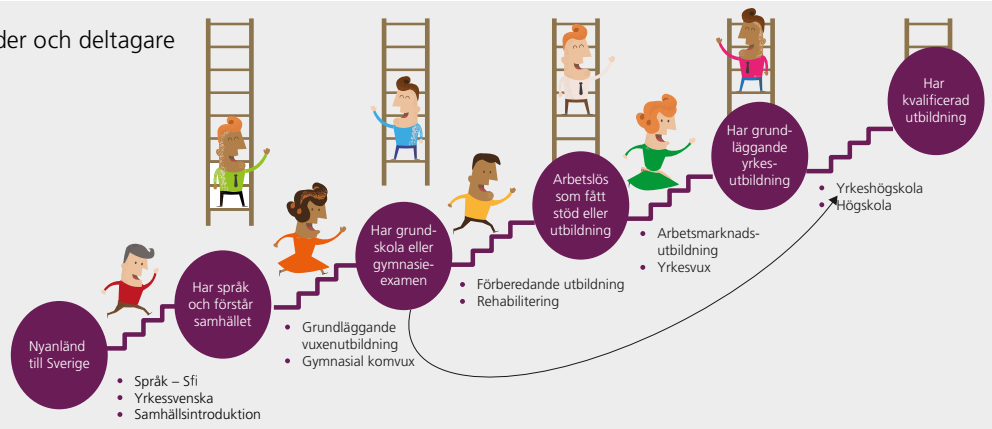 och deltagare
Nyanländ
till Sverige
Språk – Sfi
Yrkessvenska
Samhällsintroduktion
Har språk
och förstår
samhället
Grundläggande
vuxenutbildning
Gymnasial komvux
Har grund-
skola eller
gymnasie-
examen
Förberedande utbildning
Rehabilitering
Arbetslös
som fått
stöd eller
utbildning
Arbetsmarknads-
utbildning
Yrkesvux
Har grund-
läggande
yrkes-
utbildning
Yrkeshögskola
Högskola
Har
kvalificerad
utbildning